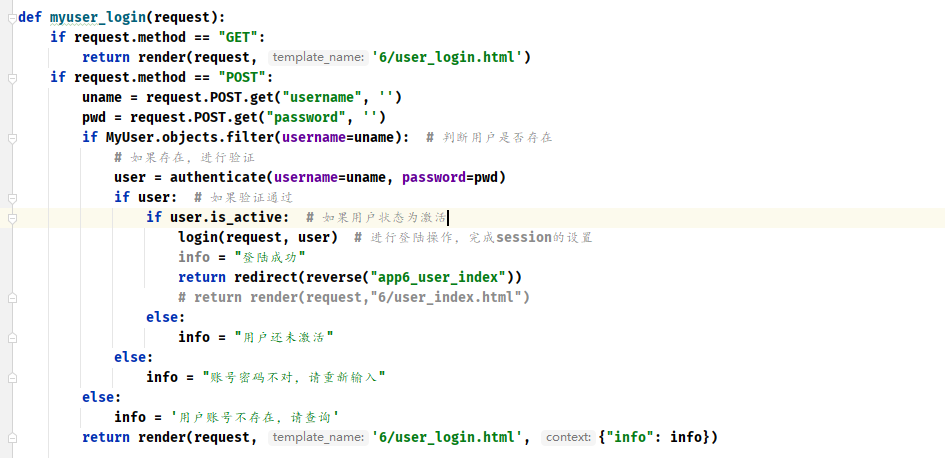 def myuser_login(request):
    if request.method == "GET":
        return render(request, template_name: '6/user_login.html')
    if request.method == "POST":
        uname = request.POST.get("username", '')
        pwd = request.POST.get("password", '')
        if MyUser.objects.filter(username=uname):  # 判断用户是否存在
            # 如果存在，进行验证
            user = authenticate(username=uname, password=pwd)
            if user:  # 如果验证通过
                if user.is_active:  # 如果用户状态为激活
                    login(request, user)  # 进行登陆操作，完成session的设置
                    info = "登陆成功"
                    return redirect(reverse("app6_user_index"))
                    # return render(request,"6/user_index.html")
                else:
                    info = "用户还未激活"
            else:
                info = "账号密码不对，请重新输入"
        else:
            info = '用户账号不存在，请查询'
        return render(request, template_name: '6/user_login.html', context: {"info": info})